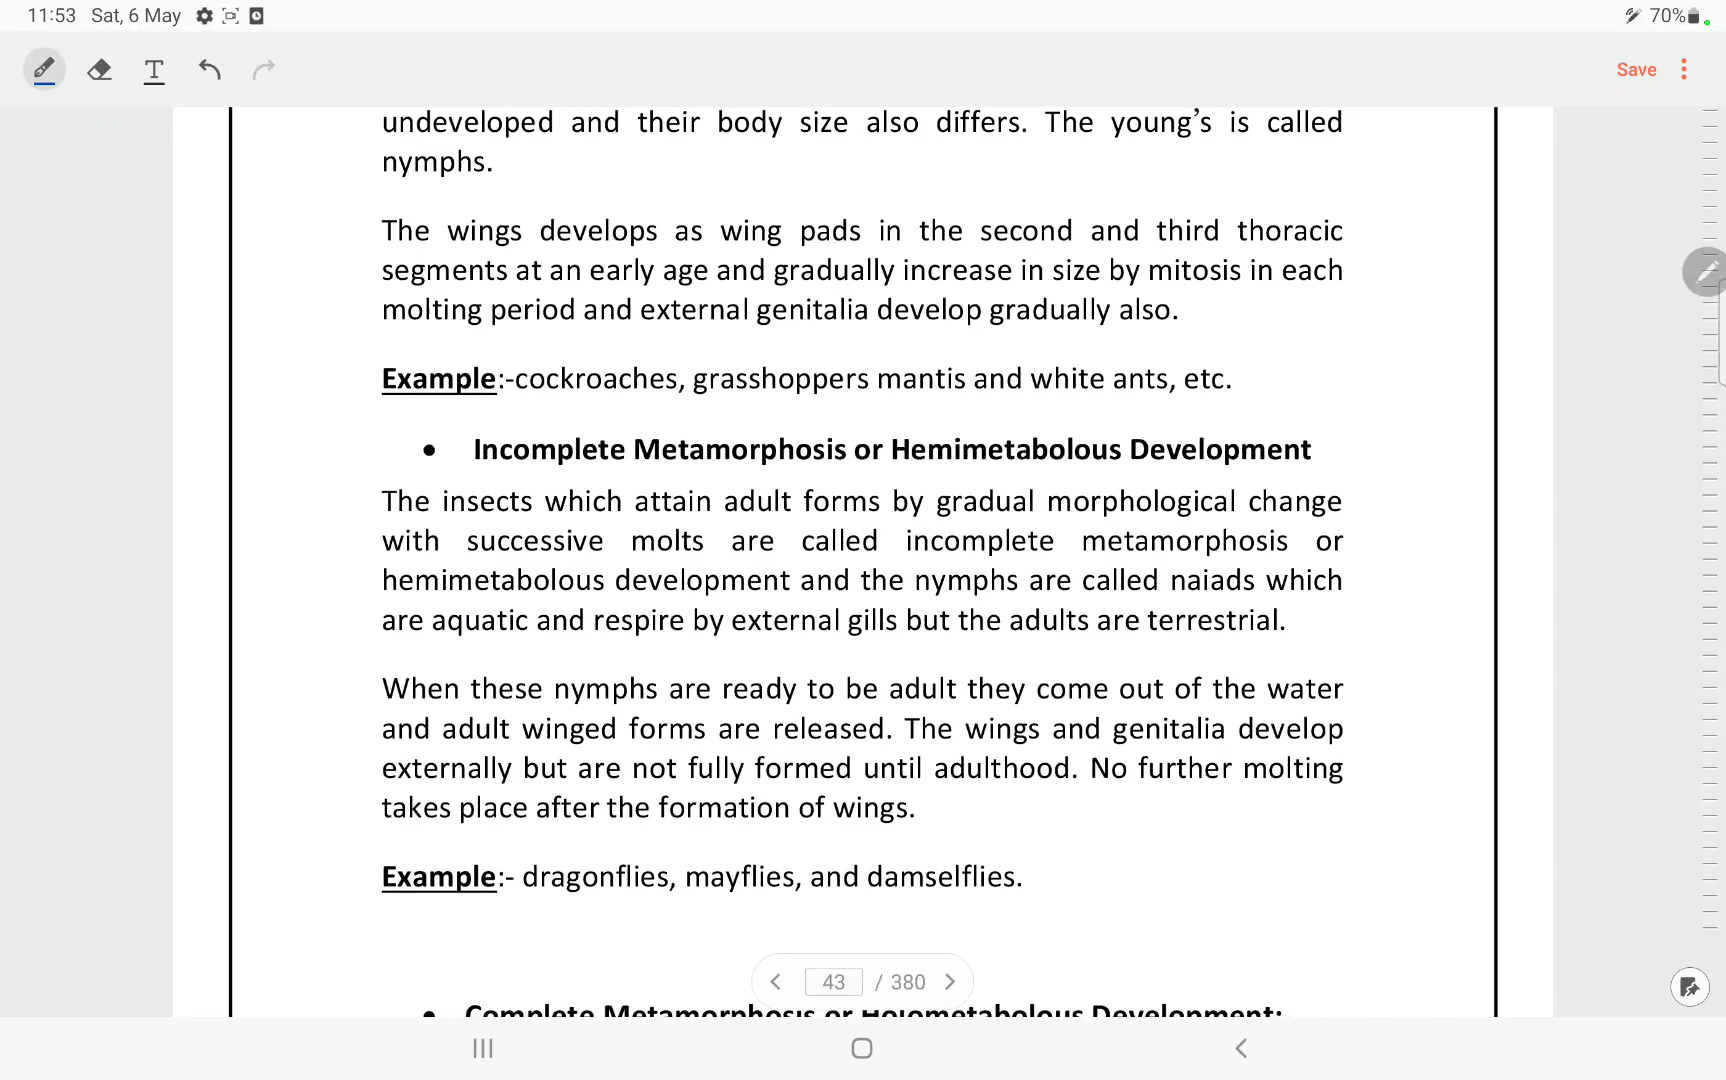 11:53 Sat, 6 May 70%
Save
undeveloped and their body size also differs. The young’s is called
nymphs.
The wings develops as wing pads in the second and third thoracic
segments at an early age and gradually increase in size by mitosis in each
molting period and external genitalia develop gradually also.
Example:-cockroaches, grasshoppers mantis and white ants, etc.
• Incomplete Metamorphosis or Hemimetabolous Development
The insects which attain adult forms by gradual morphological change
with successive molts are called incomplete metamorphosis or
hemimetabolous development and the nymphs are called naiads which
are aquatic and respire by external gills but the adults are terrestrial.
When these nymphs are ready to be adult they come out of the water
and adult winged forms are released. The wings and genitalia develop
externally but are not fully formed until adulthood. No further molting
takes place after the formation of wings.
Example:- dragonflies, mayflies, and damselflies.
43 / 380
• Complete Metamorphosis or Holometabolous Development: